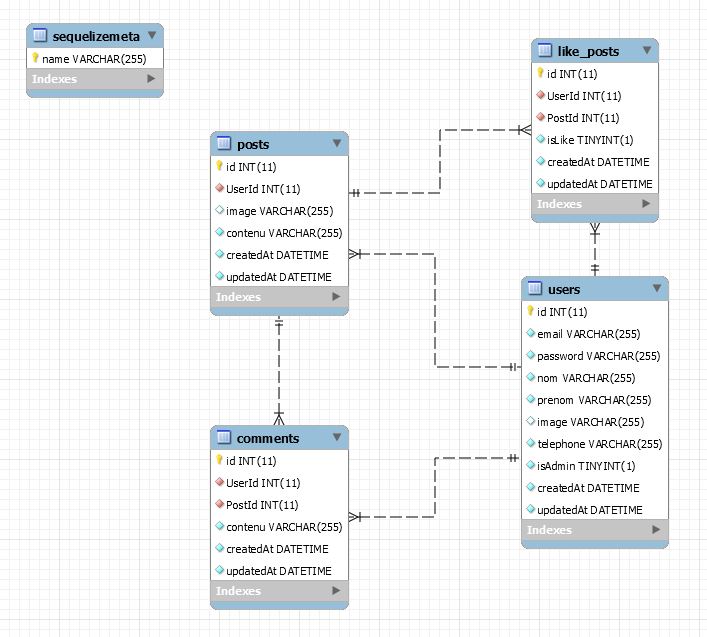 sequelizemeta
name VARCHAR(255)
Indexes
like_posts
id INT(11)
UserId INT(11)
PostId INT(11)
isLike TINYINT(1)
createdAt DATETIME
updatedAt DATETIME
Indexes
posts
id INT(11)
UserId INT(11)
image VARCHAR(255)
contenu VARCHAR(255)
createdAt DATETIME
updatedAt DATETIME
Indexes
users
id INT(11)
email VARCHAR(255)
password VARCHAR(255)
nom VARCHAR(255)
prenom VARCHAR(255)
image VARCHAR(255)
telephone VARCHAR(255)
isAdmin TINYINT(1)
createdAt DATETIME
updatedAt DATETIME
Indexes
comments
id INT(11)
UserId INT(11)
PostId INT(11)
contenu VARCHAR(255)
createdAt DATETIME
updatedAt DATETIME
Indexes